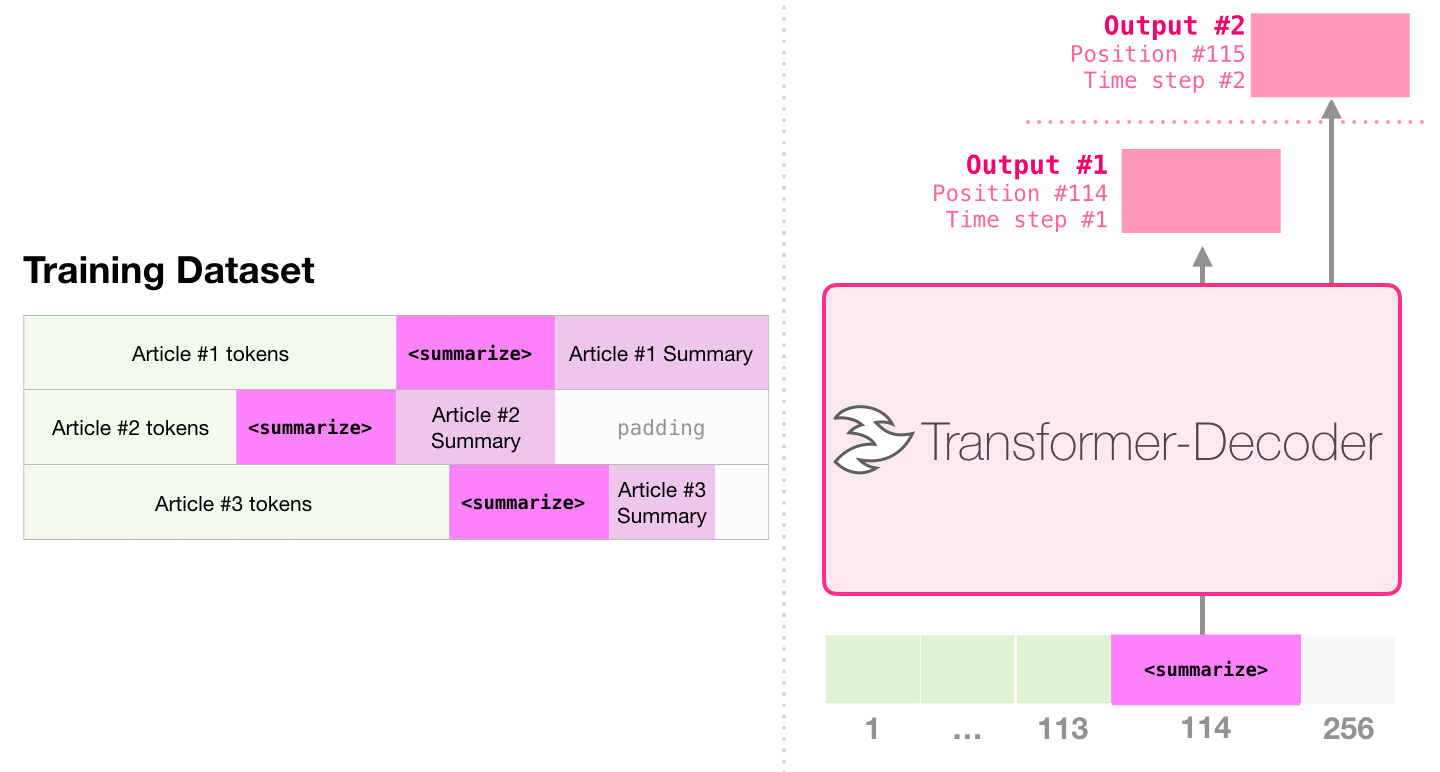 Training Dataset
Article #1 tokens
<summarize>
Article #1 Summary
Article #2 tokens
<summarize>
Article #2
Summary
padding
Article #3 tokens
<summarize>
Article #3
Summary
Output #2
Position #115
Time step #2
Output #1
Position #114
Time step #1
Transformer-Decoder
<summarize>
1
...
113
114
256